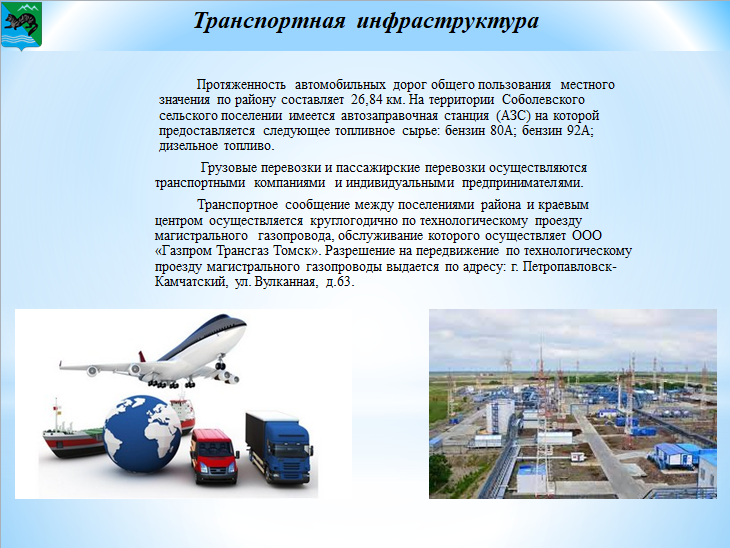 Транспортная инфраструктура
Протяженность автомобильных дорог общего пользования местного
значения по району составляет 26,84 км. На территории Соболевского
сельского поселении имеется автозаправочная станция (АЗС) на которой
предоставляется следующее топливное сырье: бензин 80А; бензин 92А;
дизельное топливо.
Грузовые перевозки и пассажирские перевозки осуществляются
транспортными компаниями и индивидуальными предпринимателями.
Транспортное сообщение между поселениями района и краевым
центром осуществляется круглогодично по технологическому проезду
магистрального газопровода, обслуживание которого осуществляет ООО
«Газпром Трансгаз Томск». Разрешение на передвижение по технологическому
проезду магистрального газопроводы выдается по адресу: г. Петропавловск-
Камчатский, ул. Вулканная, д.63.